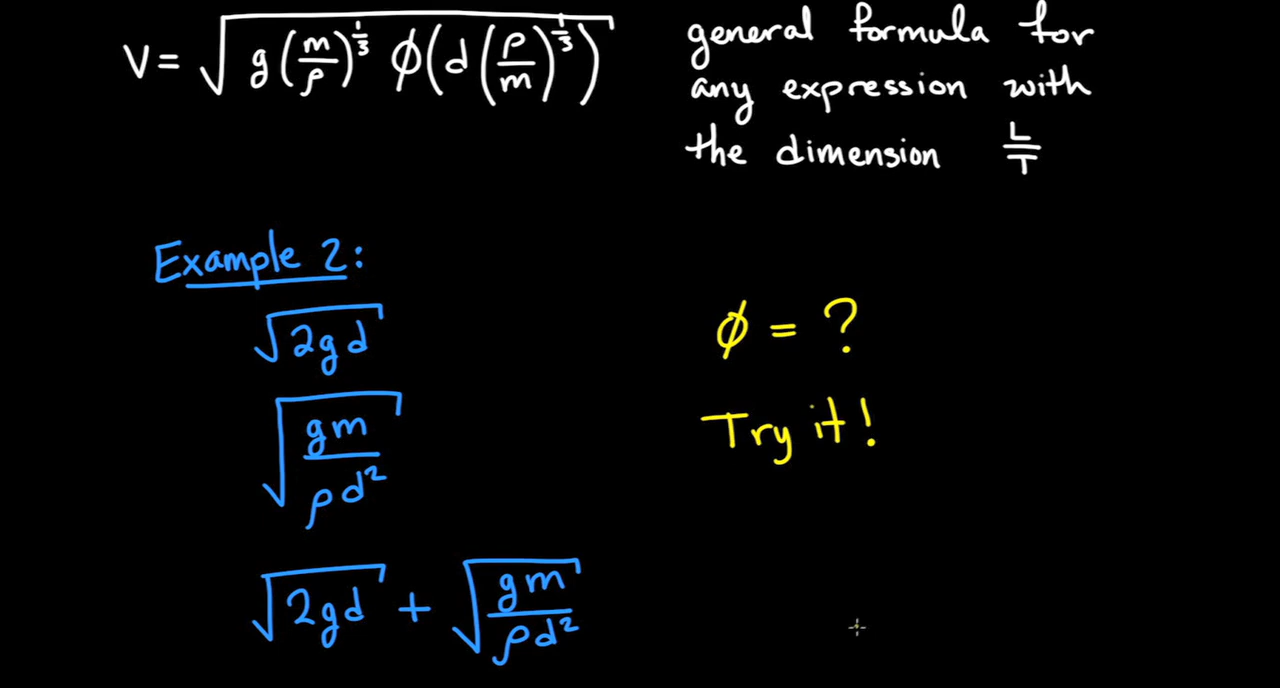 V = √(g(m/ρ)^(1/3) ϕ(d(ρ/m)^(1/3)))
general formula for
any expression with
the dimension L/T
Example 2:
√(2gd)
√(gm/(ρd²))
√(2gd) + √(gm/(ρd²))
ϕ = ?
Try it!